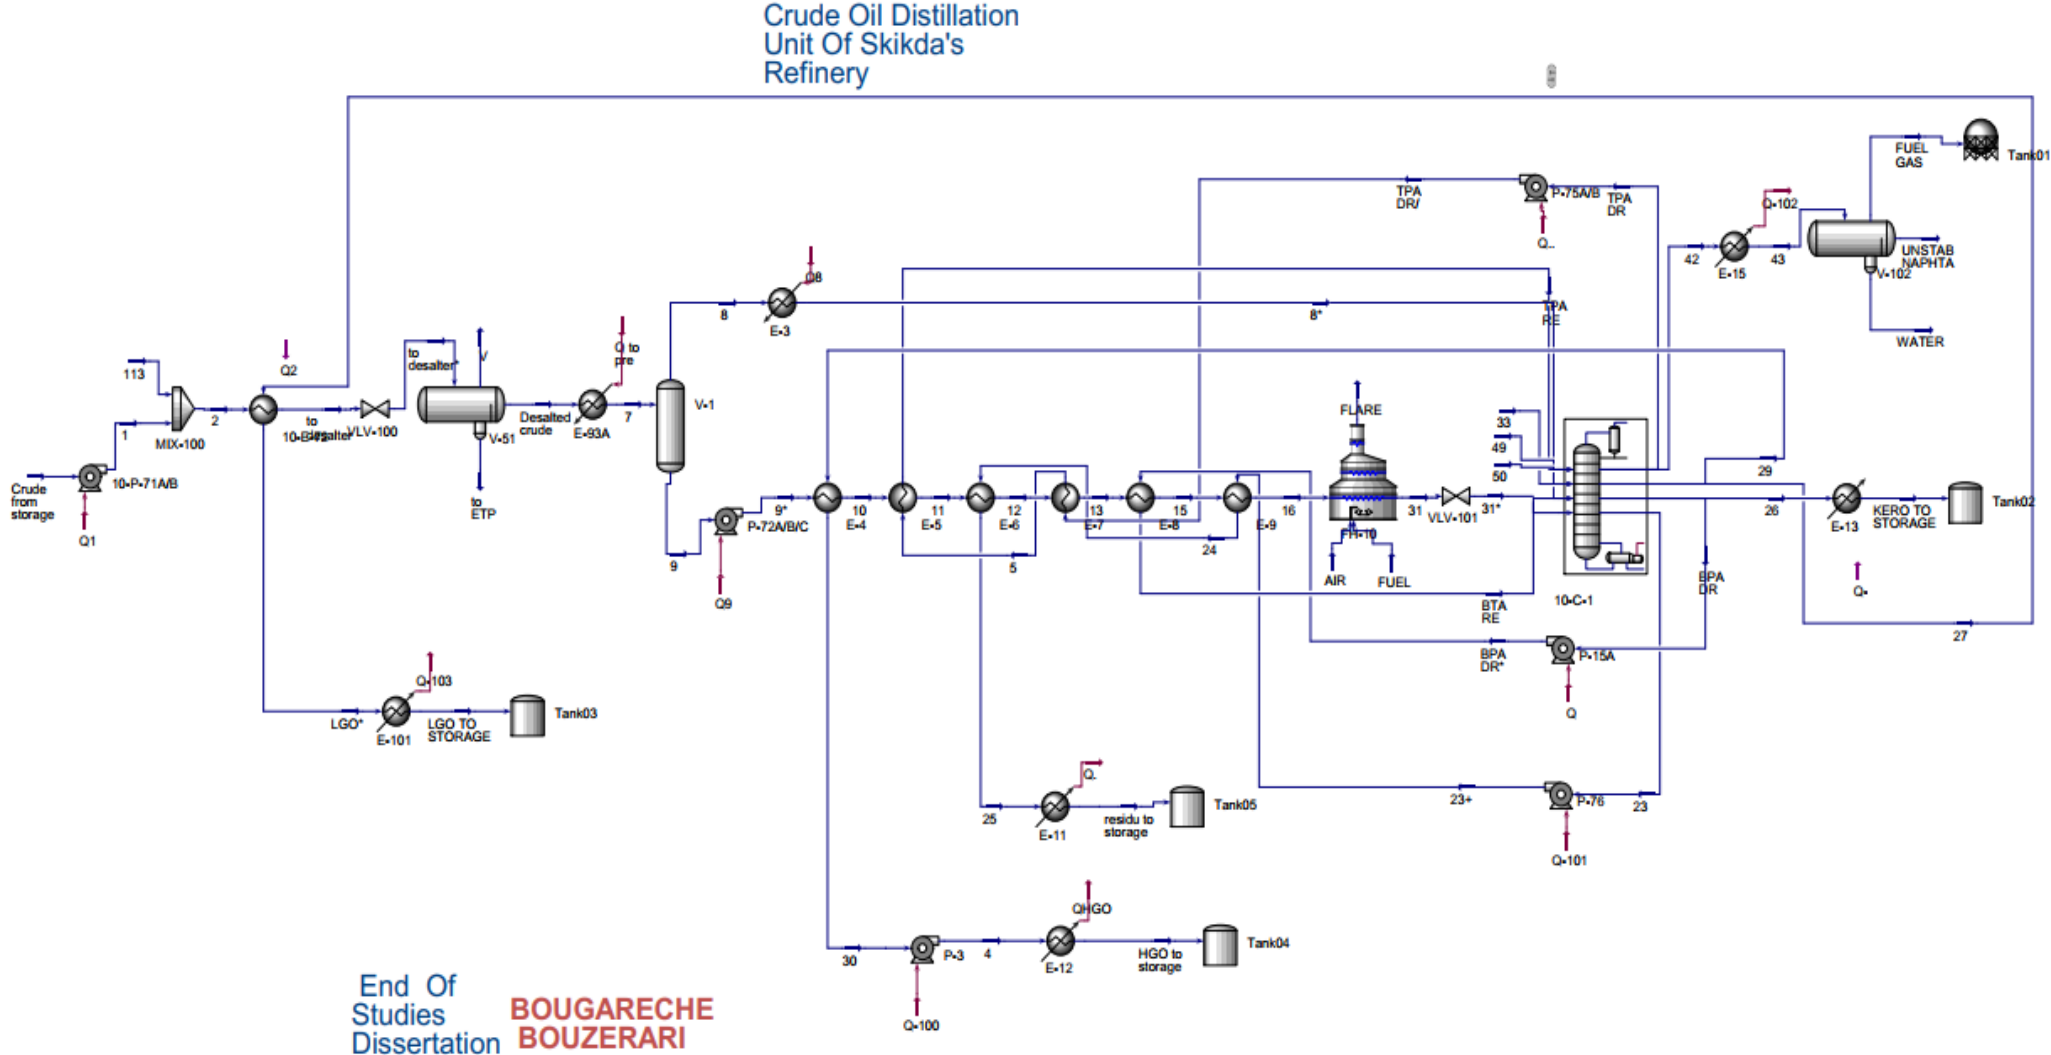 Crude Oil Distillation
Unit Of Skikda's
Refinery
Tank01
FUEL
GAS
TPA
DR/
P-75A/B
TPA
DR
Q-102
Q..
42
E-15
43
UNSTAB
NAPHTA
V-102
WATER
Q8
8
E-3
8*
TPA
RE
Q to
pre
Q2
113
to
desalter*
V
1
MIX-100
2
to
desalter
VLV-100
V-51
Desalted
crude
E-93A
7
V-1
Crude
from
storage
10-P-71A/B
Q1
to
ETP
9
P-72A/B/C
9*
Q9
10
E-4
11
E-5
12
E-6
13
E-7
15
E-8
16
E-9
5
24
FLARE
FH-10
AIR
FUEL
31
VLV-101
31*
33
49
50
10-C-1
29
26
E-13
KERO TO
STORAGE
Tank02
Q-
BPA
DR
27
BTA
RE
BPA
DR*
P-15A
Q
Q-103
LGO*
E-101
LGO TO
STORAGE
Tank03
Q.
25
E-11
residu to
storage
Tank05
23+
P-76
23
Q-101
QHGO
30
P-3
4
E-12
HGO to
storage
Tank04
Q-100
End Of
Studies
Dissertation
BOUGARECHE
BOUZERARI